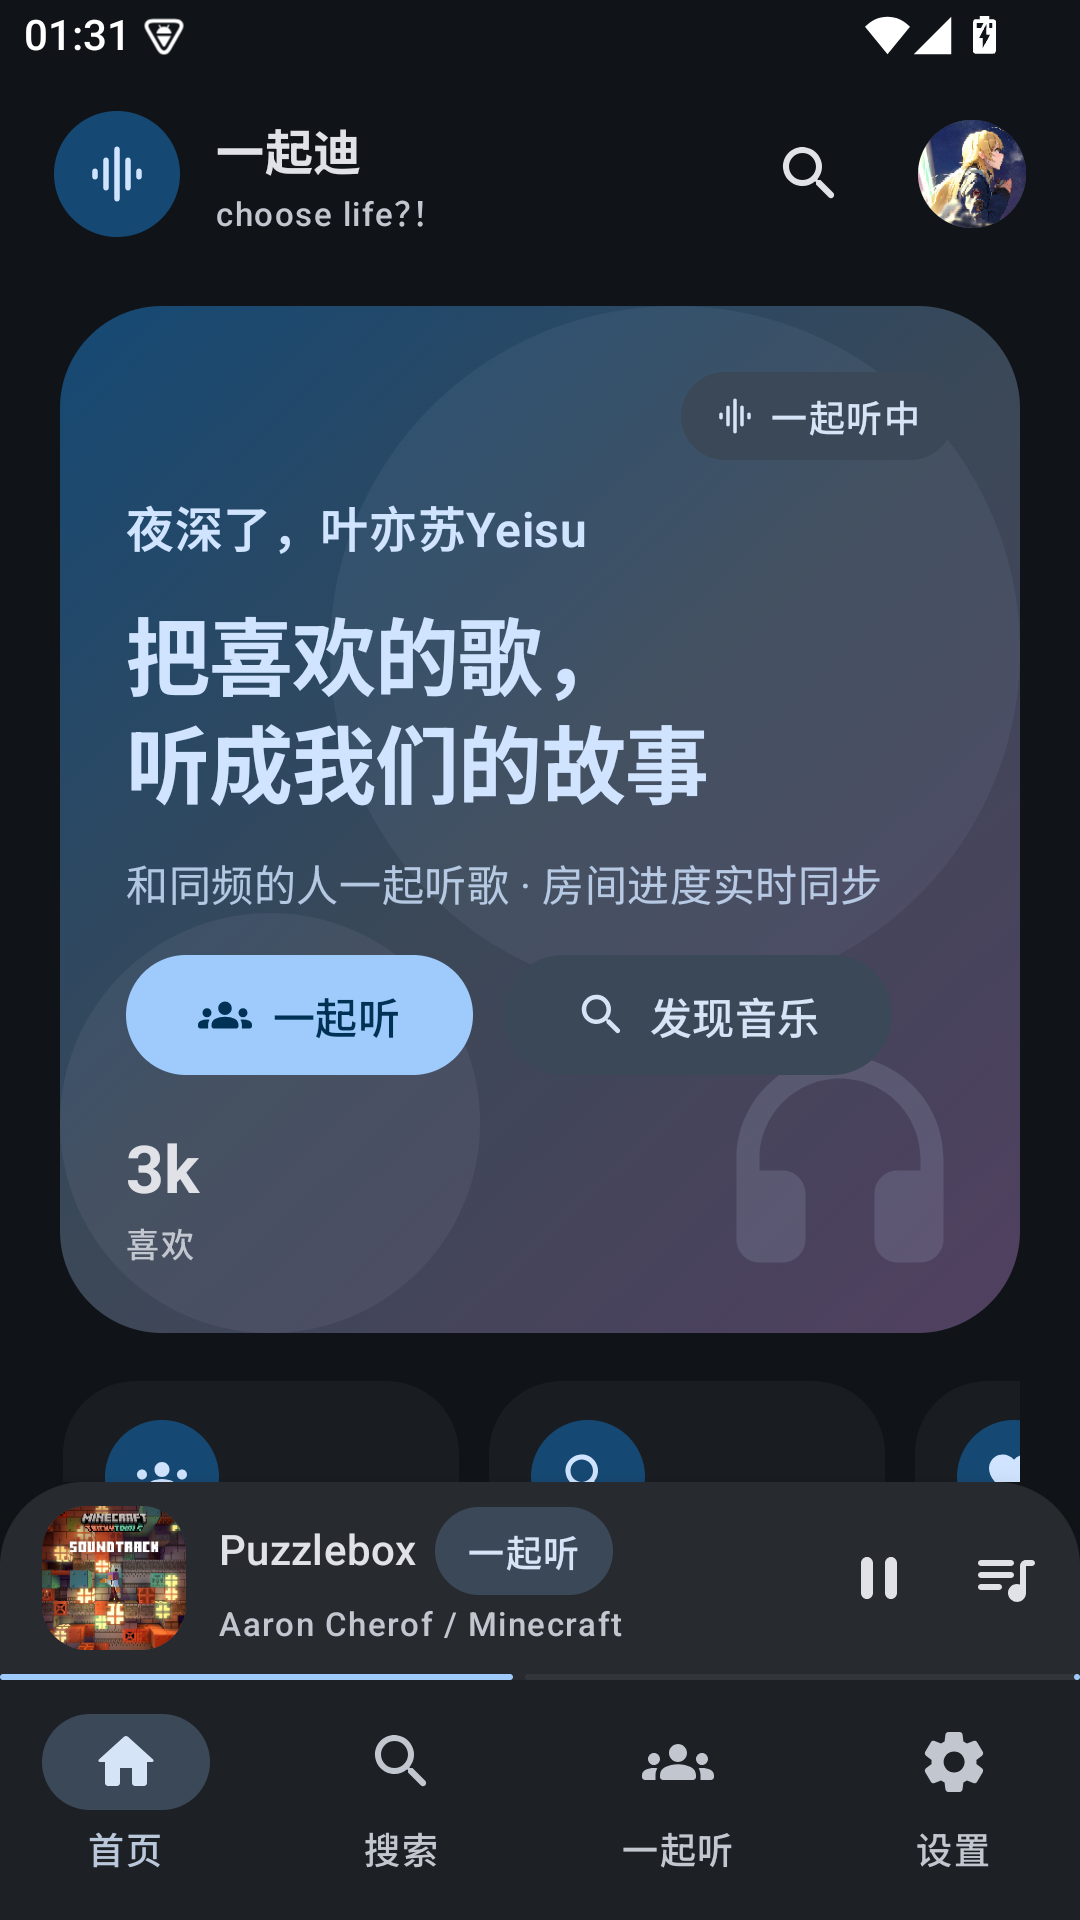 01:31
一起迪
choose life?!
一起听中
夜深了，叶亦苏Yeisu
把喜欢的歌，
听成我们的故事
和同频的人一起听歌 · 房间进度实时同步
一起听
发现音乐
3k
喜欢
MINECRAFT
SOUNDTRACK
Puzzlebox
一起听
Aaron Cherof / Minecraft
首页
搜索
一起听
设置